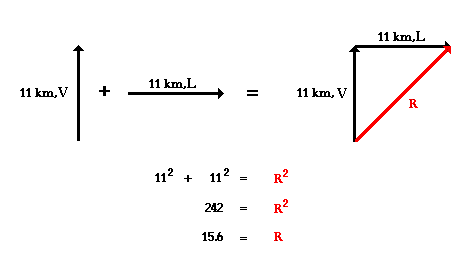 11 km,L
11 km,V + 11 km,L = 11 km, V
R
11² + 11² = R²
242 = R²
15.6 = R